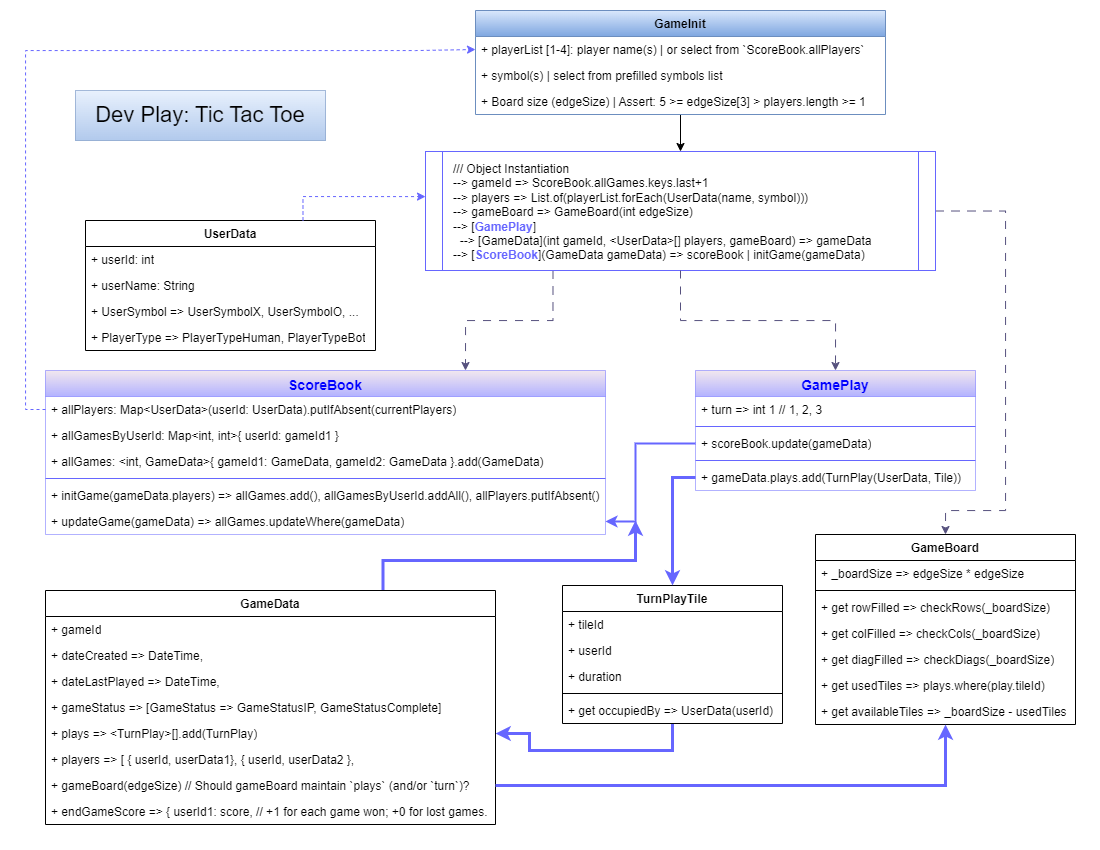 GameInit
+ playerList [1-4]: player name(s) | or select from `ScoreBook.allPlayers`
+ symbol(s) | select from prefilled symbols list
+ Board size (edgeSize) | Assert: 5 >= edgeSize[3] > players.length >= 1
Dev Play: Tic Tac Toe
/// Object Instantiation
--> gameId => ScoreBook.allGames.keys.last+1
--> players => List.of(playerList.forEach(UserData(name, symbol)))
--> gameBoard => GameBoard(int edgeSize)
--> [GamePlay]
--> [GameData](int gameId, <UserData>[] players, gameBoard) => gameData
--> [ScoreBook](GameData gameData) => scoreBook | initGame(gameData)
UserData
+ userId: int
+ userName: String
+ UserSymbol => UserSymbolX, UserSymbolO, ...
+ PlayerType => PlayerTypeHuman, PlayerTypeBot
ScoreBook
+ allPlayers: Map<UserData>(userId: UserData).putIfAbsent(currentPlayers)
+ allGamesByUserId: Map<int, int>{ userId: gameId1 }
+ allGames: <int, GameData>{ gameId1: GameData, gameId2: GameData }.add(GameData)
+ initGame(gameData.players) => allGames.add(), allGamesByUserId.addAll(), allPlayers.putIfAbsent()
+ updateGame(gameData) => allGames.updateWhere(gameData)
GamePlay
+ turn => int 1 // 1, 2, 3
+ scoreBook.update(gameData)
+ gameData.plays.add(TurnPlay(UserData, Tile))
GameBoard
+ _boardSize => edgeSize * edgeSize
+ get rowFilled => checkRows(_boardSize)
+ get colFilled => checkCols(_boardSize)
+ get diagFilled => checkDiags(_boardSize)
+ get usedTiles => plays.where(play.tileId)
+ get availableTiles => _boardSize - usedTiles
GameData
+ gameId
+ dateCreated => DateTime,
+ dateLastPlayed => DateTime,
+ gameStatus => [GameStatus => GameStatusIP, GameStatusComplete]
+ plays => <TurnPlay>[].add(TurnPlay)
+ players => [ { userId, userData1}, { userId, userData2 },
+ gameBoard(edgeSize) // Should gameBoard maintain `plays` (and/or `turn`)?
+ endGameScore => { userId1: score, // +1 for each game won; +0 for lost games.
TurnPlayTile
+ tileId
+ userId
+ duration
+ get occupiedBy => UserData(userId)